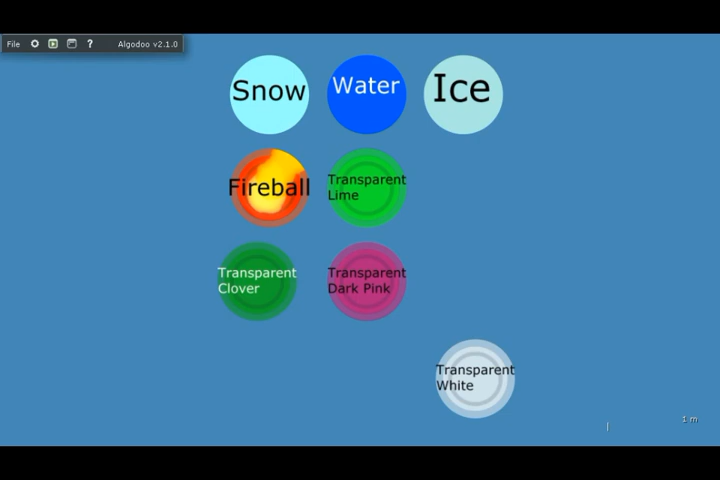 File ? Algodoo v2.1.0
Snow
Water
Ice
Fireball
Transparent
Lime
Transparent
Clover
Transparent
Dark Pink
Transparent
White
1 m